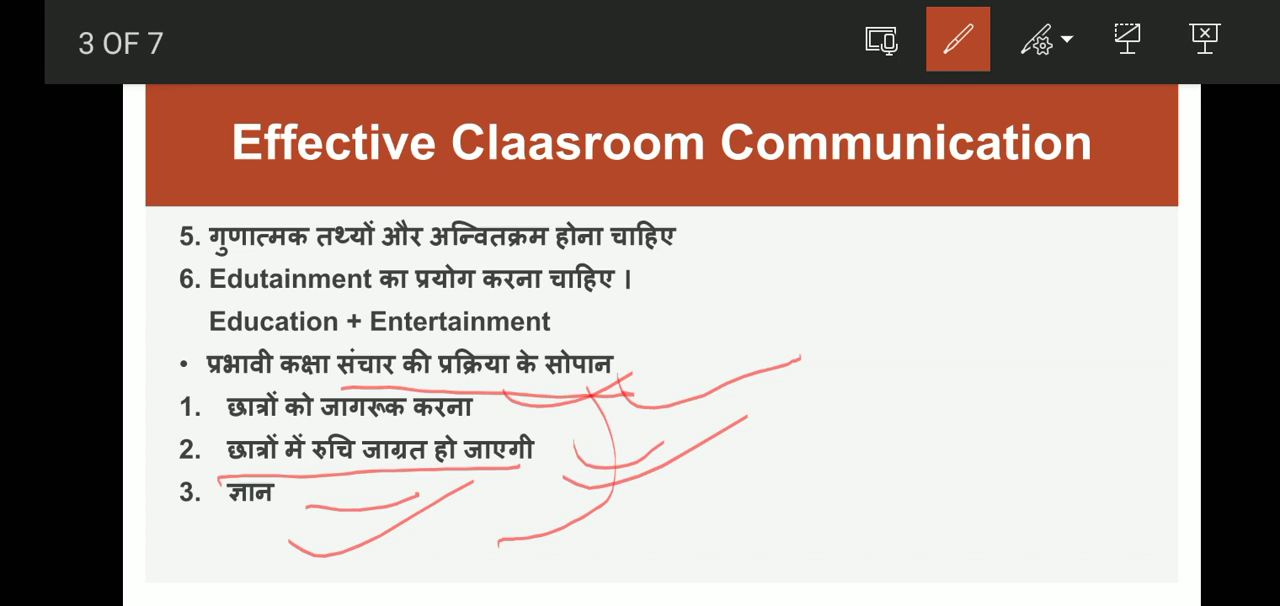 3 OF 7
Effective Claasroom Communication
5. गुणात्मक तथ्यों और अन्वितक्रम होना चाहिए
6. Edutainment का प्रयोग करना चाहिए ।
Education + Entertainment
• प्रभावी कक्षा संचार की प्रक्रिया के सोपान
1. छात्रों को जागरूक करना
2. छात्रों में रुचि जाग्रत हो जाएगी
3. ज्ञान